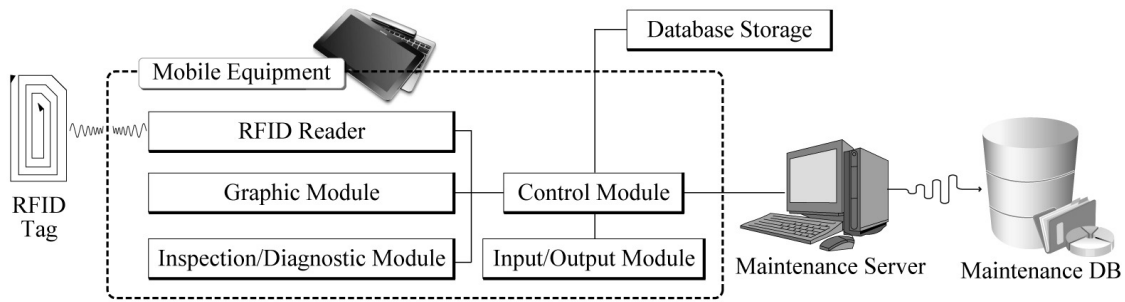 Database Storage
Mobile Equipment
RFID Reader
Graphic Module
Control Module
Inspection/Diagnostic Module
Input/Output Module
RFID
Tag
Maintenance Server
Maintenance DB